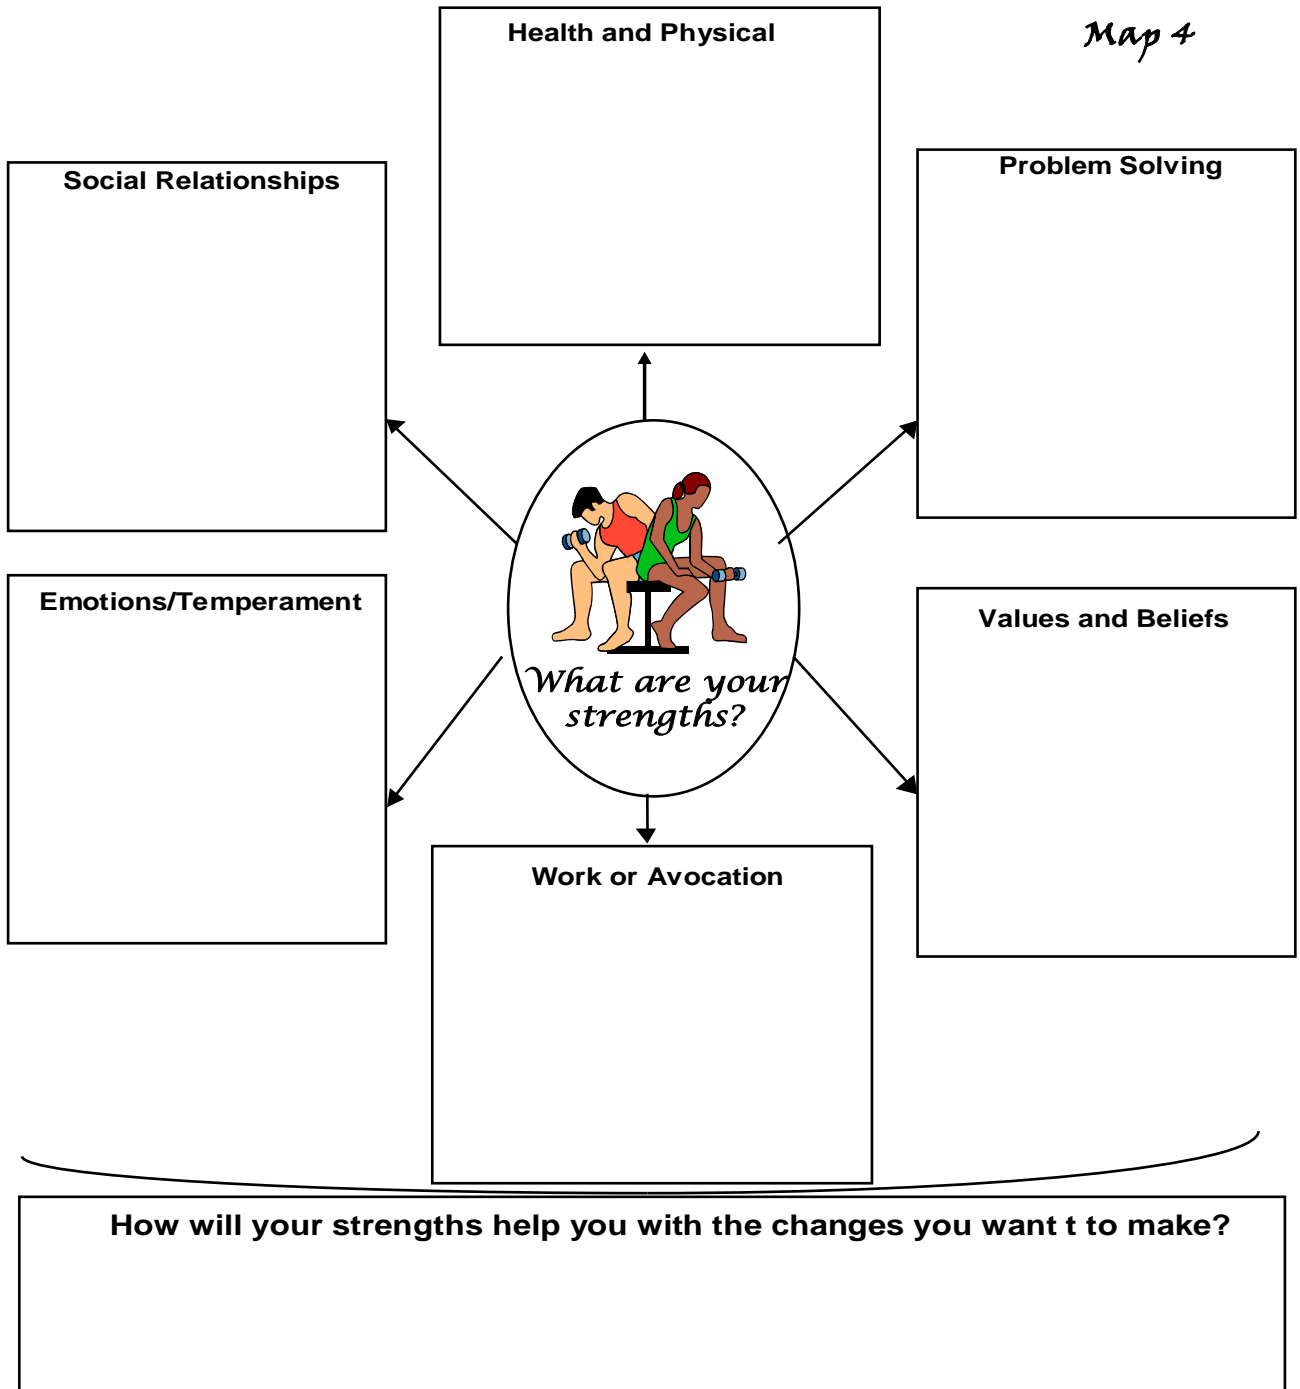 Health and Physical
Map 4
Social Relationships
Problem Solving
What are your
strengths?
Emotions/Temperament
Values and Beliefs
Work or Avocation
How will your strengths help you with the changes you want t to make?